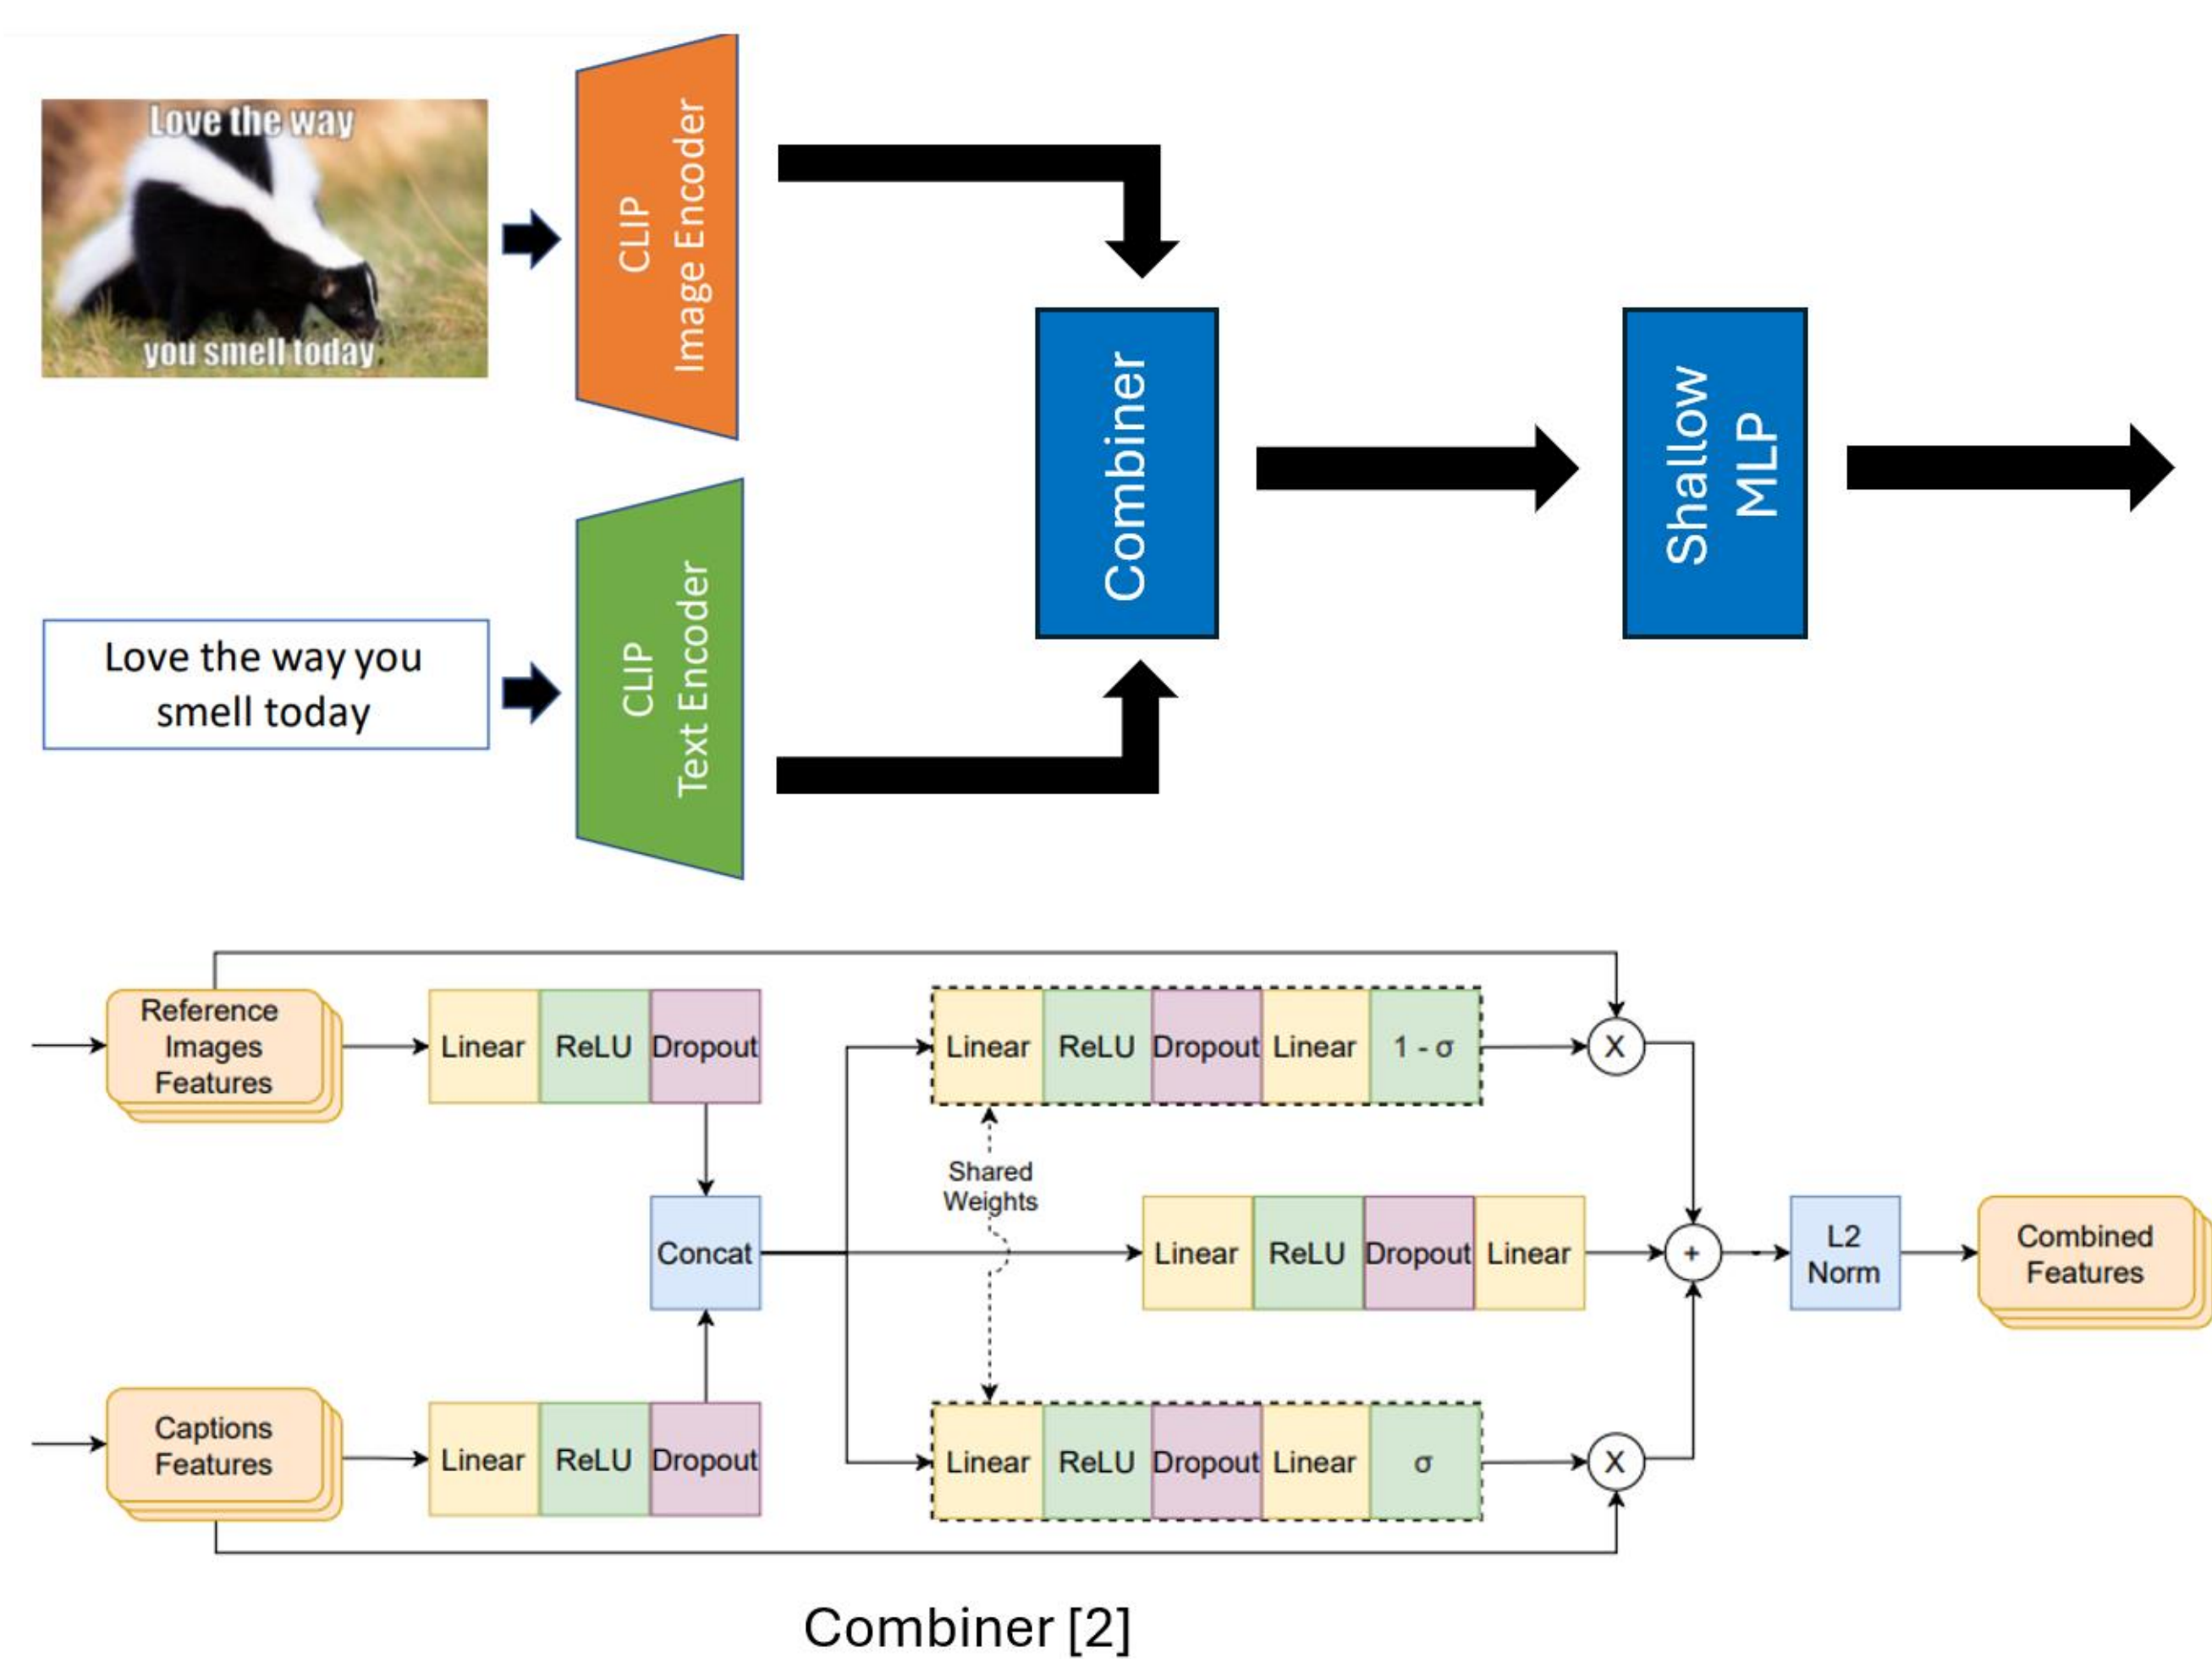 Love the way
you smell today
CLIP
Image Encoder
Love the way you
smell today
CLIP
Text Encoder
Combiner
Shallow
MLP
Reference
Images
Features
Linear ReLU Dropout
Linear ReLU Dropout Linear 1 - σ
X
Shared
Weights
Concat
Linear ReLU Dropout Linear
+
L2
Norm
Combined
Features
Captions
Features
Linear ReLU Dropout
Linear ReLU Dropout Linear σ
X
Combiner [2]